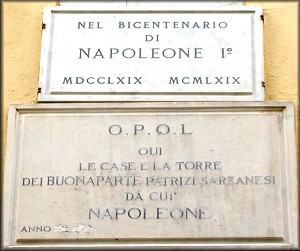 NEL BICENTENARIO
DI
NAPOLEONE Iº
MDCCLXIX MCMLXIX
O.P.O.L
QUI
LE CASE E LA TORRE
DEI BUONAPARTE PATRIZI SARZANESI
DA CUI
NAPOLEONE
ANNO